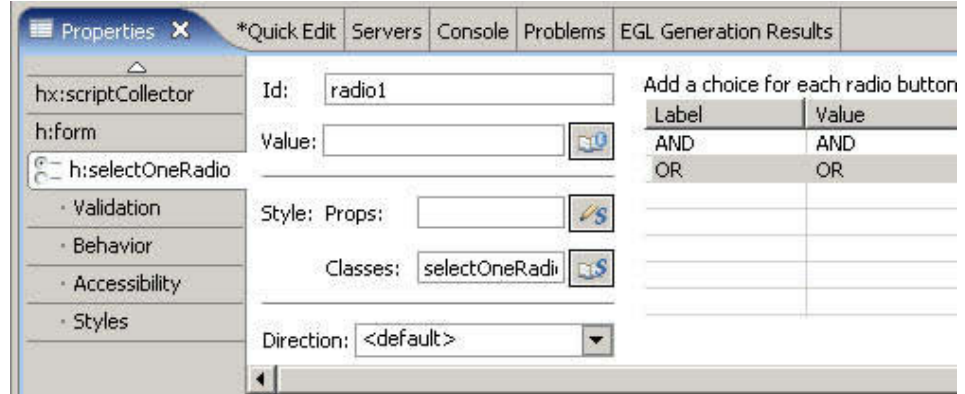 Properties *Quick Edit Servers Console Problems EGL Generation Results
hx:scriptCollector
h:form
h:selectOneRadio
· Validation
· Behavior
· Accessibility
· Styles
Id: radio1
Value:
Style: Props:
Classes: selectOneRadi
Direction: <default>
Add a choice for each radio button
Label Value
AND AND
OR OR